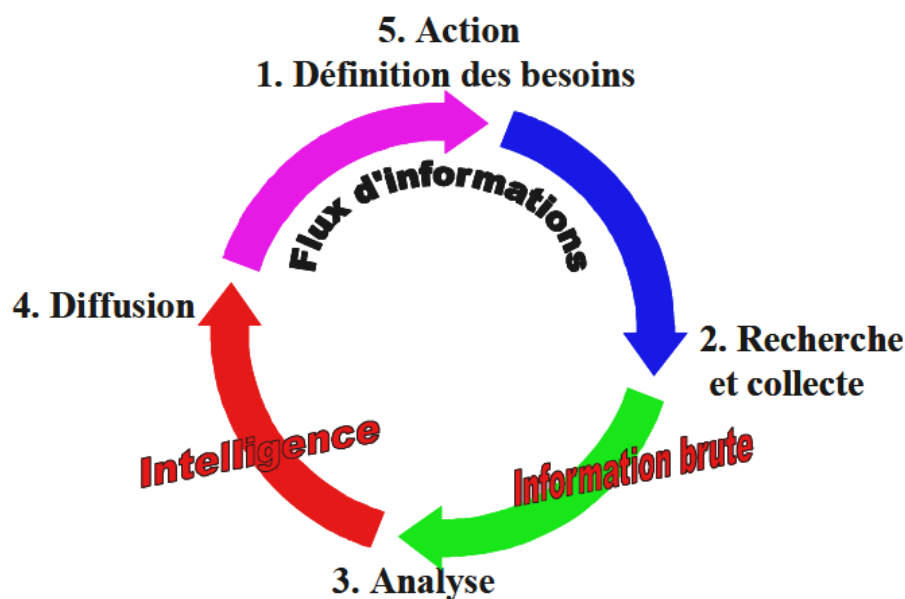 5. Action
1. Définition des besoins
Flux d'informations
2. Recherche
et collecte
Information brute
3. Analyse
Intelligence
4. Diffusion